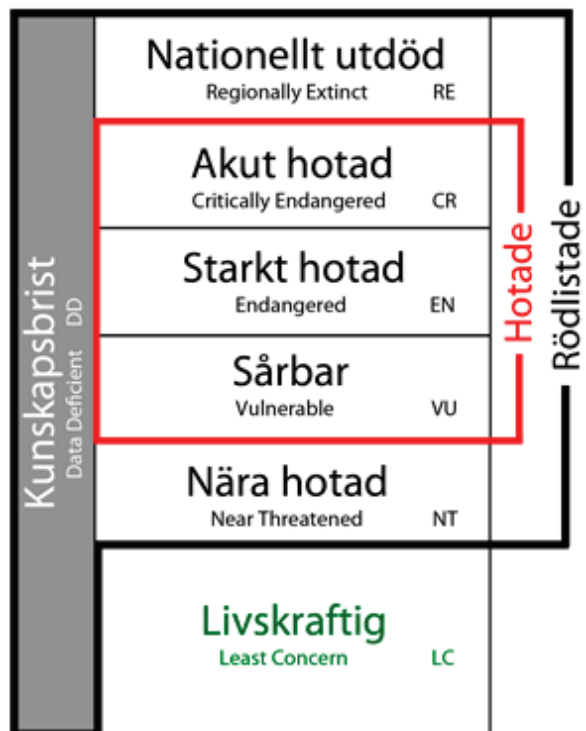 Nationellt utdöd
Regionally Extinct RE
Akut hotad
Critically Endangered CR
Starkt hotad
Endangered EN
Sårbar
Vulnerable VU
Nära hotad
Near Threatened NT
Livskraftig
Least Concern LC
Kunskapsbrist
Data Deficient DD
Hotade
Rödlistade